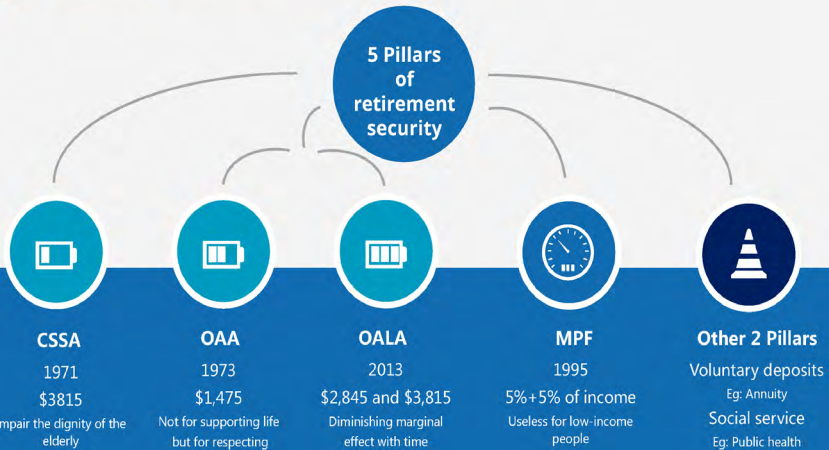 5 Pillars
of
retirement
security
CSSA
1971
$3815
mpair the dignity of the
elderly
OAA
1973
$1,475
Not for supporting life
but for respecting
OALA
2013
$2,845 and $3,815
Diminishing marginal
effect with time
MPF
1995
5%+5% of income
Useless for low-income
people
Other 2 Pillars
Voluntary deposits
Eg: Annuity
Social service
Eg: Public health